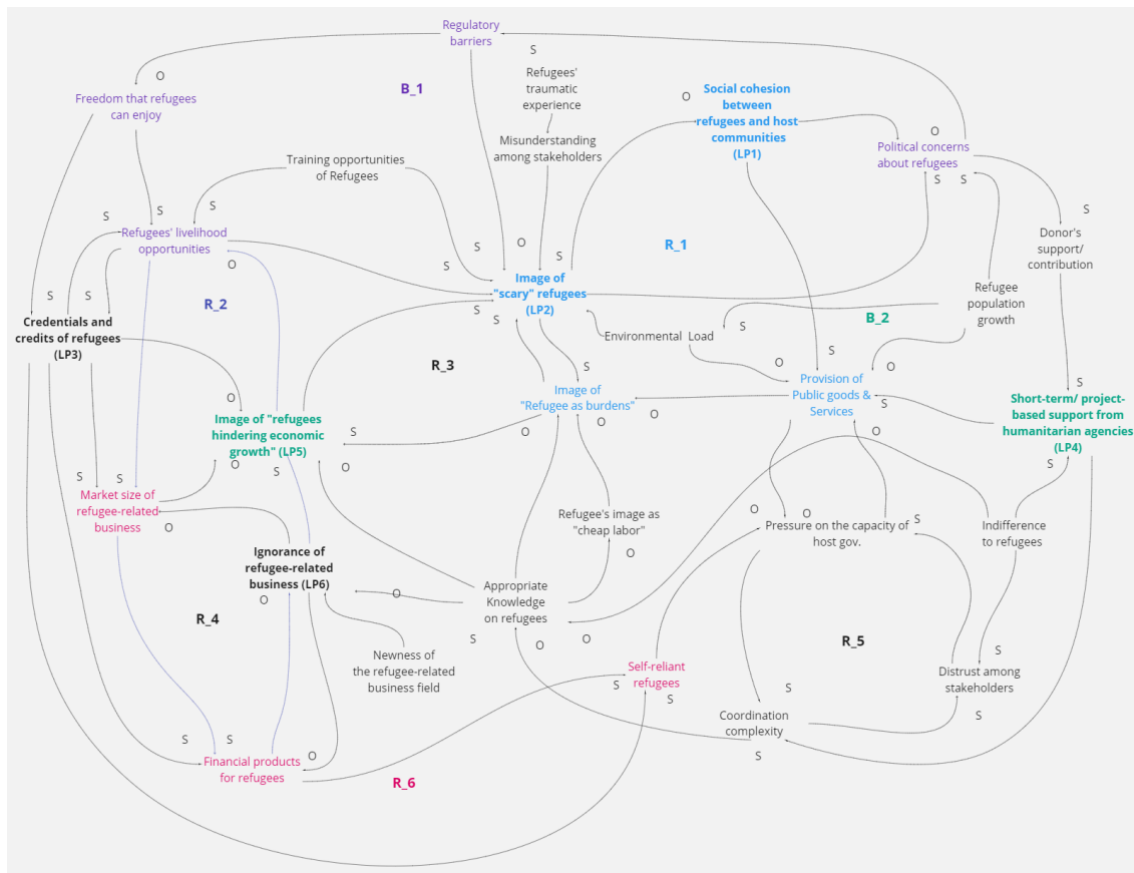 Regulatory
barriers
S
O
Refugees'
traumatic
experience
B_1
Social cohesion
between
refugees and host
communities
(LP1)
O
Freedom that refugees
can enjoy
Misunderstanding
among stakeholders
O
Political concerns
about refugees
S
S
Training opportunities
of Refugees
S
S
S
S
Refugees' livelihood
opportunities
O
S
O
S
S
R_1
Donor's
support/
contribution
Image of
"scary" refugees
(LP2)
Refugee
population
growth
S
S
R_2
Credentials and
credits of refugees
(LP3)
S
S
Environmental Load
S
B_2
R_3
S
O
O
S
Image of
"Refugee as burdens"
O
O
O
Provision of
Public goods &
Services
S
O
S
Short-term/ project-
based support from
humanitarian agencies
(LP4)
S
O
Image of "refugees
hindering economic
growth" (LP5)
S
O
O
S
S
S
Market size of
refugee-related
business
O
Refugee's image as
"cheap labor"
O
O
O
Pressure on the capacity of
host gov.
S
Indifference
to refugees
Ignorance of
refugee-related
business (LP6)
O
Appropriate
Knowledge
on refugees
O
S
O
O
R_4
R_5
Newness of
the refugee-related
business field
Self-reliant
refugees
S
S
S
Distrust among
stakeholders
S
S
Coordination
complexity
S
S
S
O
Financial products
for refugees
R_6